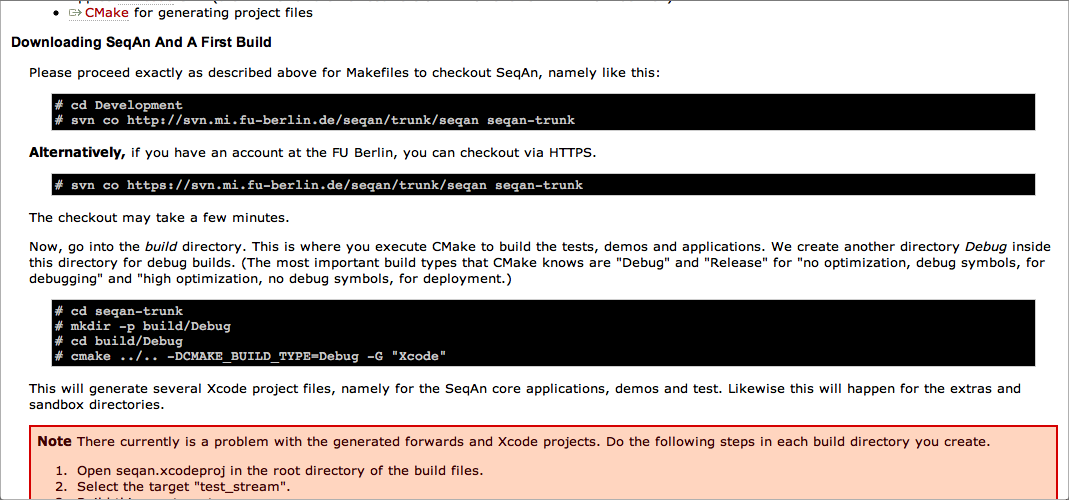 CMake for generating project files
Downloading SeqAn And A First Build
Please proceed exactly as described above for Makefiles to checkout SeqAn, namely like this:
# cd Development
# svn co http://svn.mi.fu-berlin.de/seqan/trunk/seqan seqan-trunk
Alternatively, if you have an account at the FU Berlin, you can checkout via HTTPS.
# svn co https://svn.mi.fu-berlin.de/seqan/trunk/seqan seqan-trunk
The checkout may take a few minutes.
Now, go into the build directory. This is where you execute CMake to build the tests, demos and applications. We create another directory Debug inside
this directory for debug builds. (The most important build types that CMake knows are "Debug" and "Release" for "no optimization, debug symbols, for
debugging" and "high optimization, no debug symbols, for deployment.)
# cd seqan-trunk
# mkdir -p build/Debug
# cd build/Debug
# cmake ../.. -DCMAKE_BUILD_TYPE=Debug -G "Xcode"
This will generate several Xcode project files, namely for the SeqAn core applications, demos and test. Likewise this will happen for the extras and
sandbox directories.
Note There currently is a problem with the generated forwards and Xcode projects. Do the following steps in each build directory you create.
1. Open seqan.xcodeproj in the root directory of the build files.
2. Select the target "test_stream".